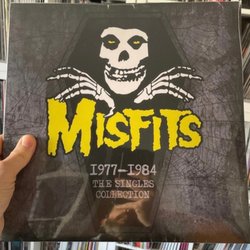 MISFITS
1977-1984
THE SINGLES
COLLECTION